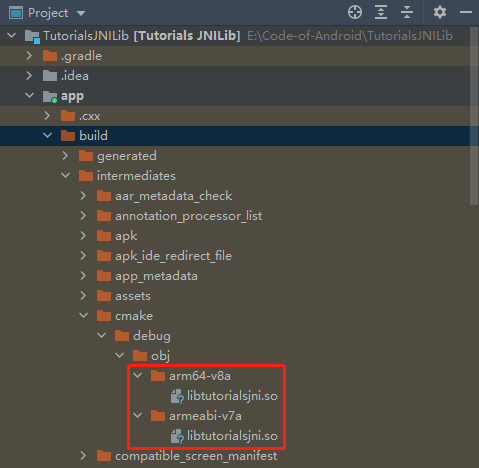 Project
TutorialsJNILib [Tutorials JNILib] E:\Code-of-Android\TutorialsJNILib
.gradle
.idea
app
.cxx
build
generated
intermediates
aar_metadata_check
annotation_processor_list
apk
apk_ide_redirect_file
app_metadata
assets
cmake
debug
obj
arm64-v8a
libtutorialsjni.so
armeabi-v7a
libtutorialsjni.so
compatible_screen_manifest